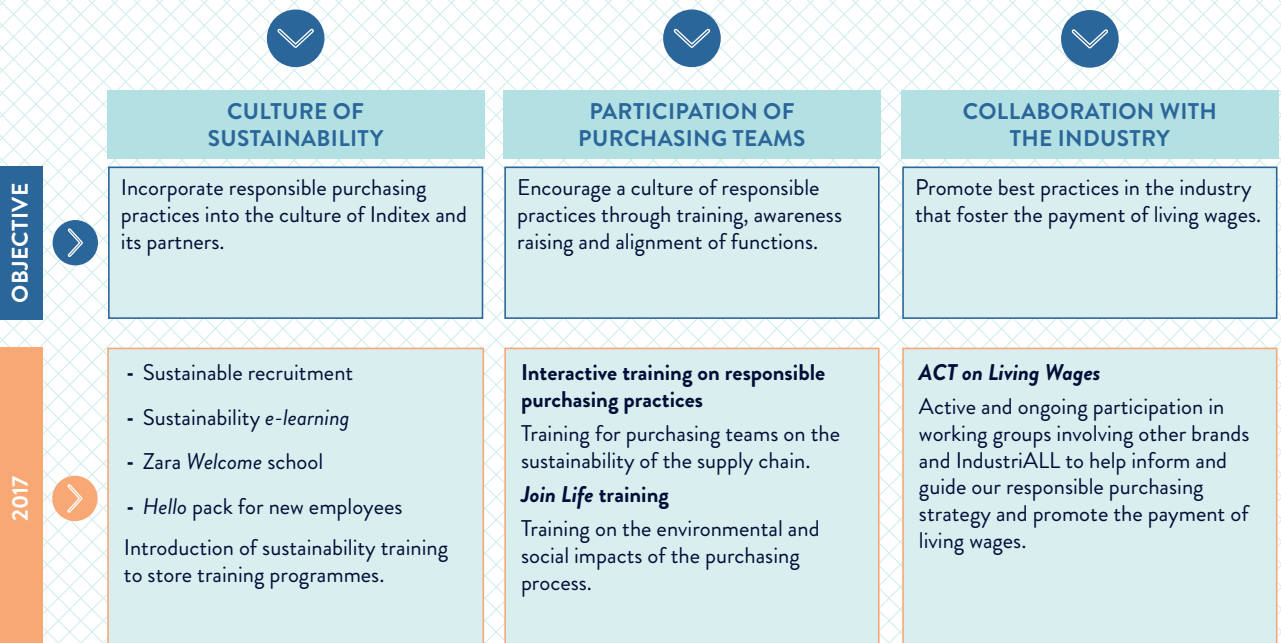 CULTURE OF
SUSTAINABILITY
PARTICIPATION OF
PURCHASING TEAMS
COLLABORATION WITH
THE INDUSTRY
OBJECTIVE
Incorporate responsible purchasing
practices into the culture of Inditex and
its partners.
Encourage a culture of responsible
practices through training, awareness
raising and alignment of functions.
Promote best practices in the industry
that foster the payment of living wages.
2017
- Sustainable recruitment
- Sustainability e-learning
- Zara Welcome school
- Hello pack for new employees
Introduction of sustainability training
to store training programmes.
Interactive training on responsible
purchasing practices
Training for purchasing teams on the
sustainability of the supply chain.
Join Life training
Training on the environmental and
social impacts of the purchasing
process.
ACT on Living Wages
Active and ongoing participation in
working groups involving other brands
and IndustriALL to help inform and
guide our responsible purchasing
strategy and promote the payment of
living wages.